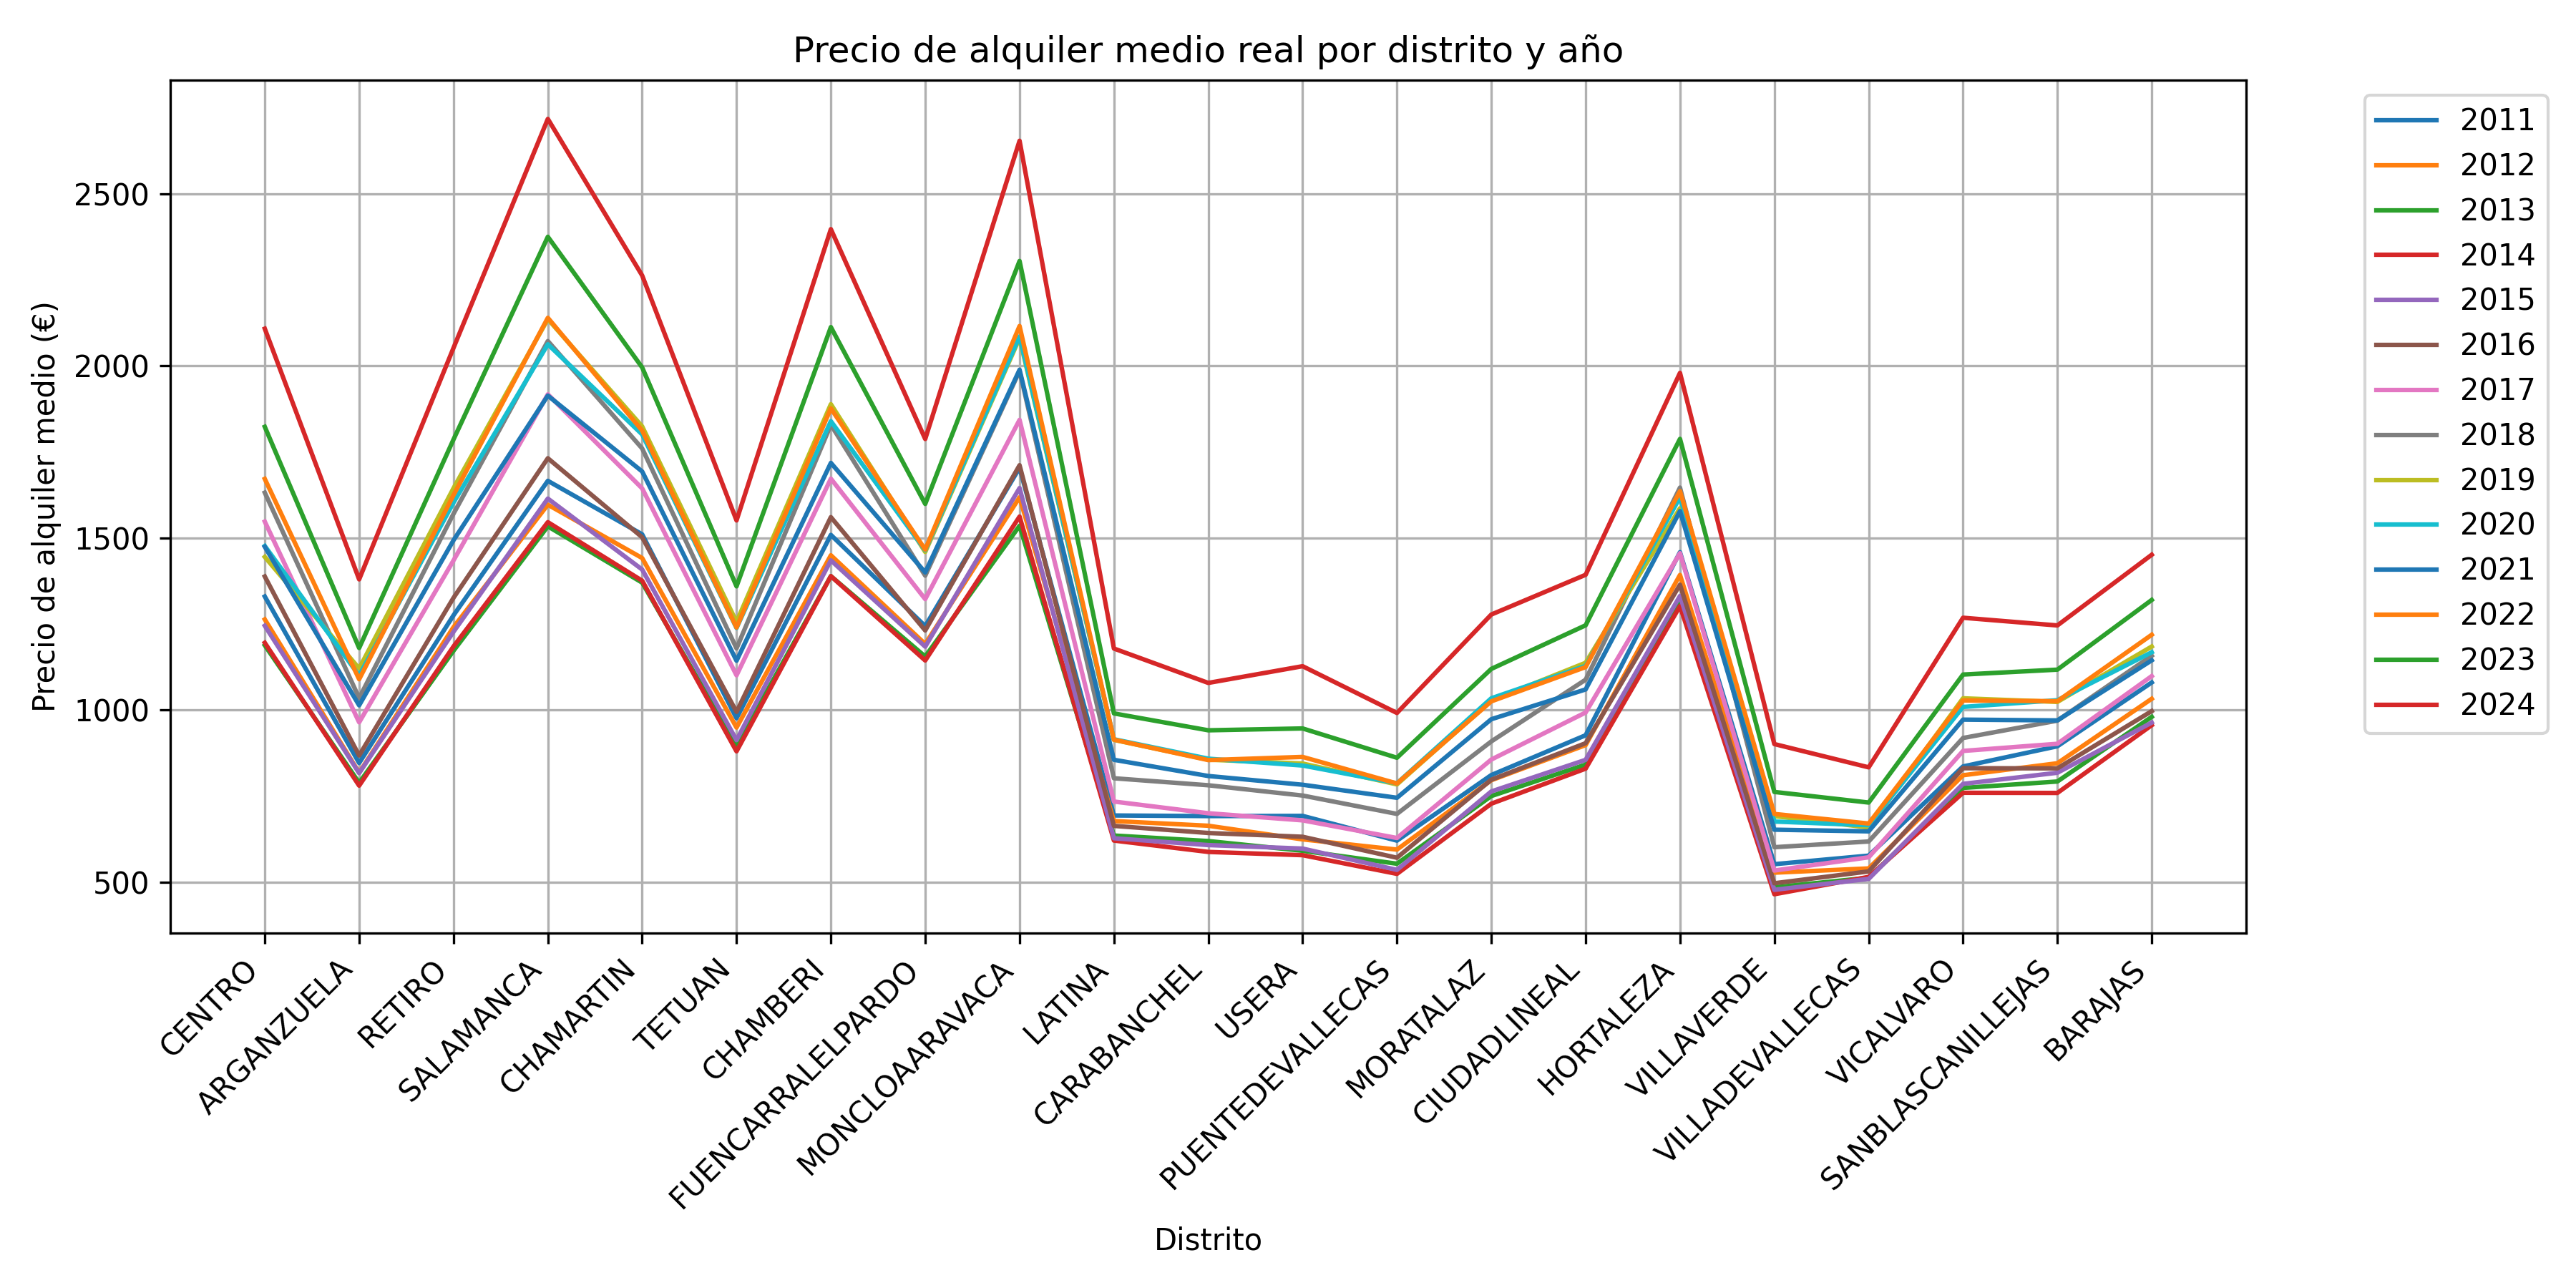 Precio de alquiler medio real por distrito y año
Precio de alquiler medio (€)
2500
2000
1500
1000
500
CENTRO
ARGANZUELA
RETIRO
SALAMANCA
CHAMARTIN
TETUAN
CHAMBERI
FUENCARRALELPARDO
MONCLOAARAVACA
LATINA
CARABANCHEL
USERA
PUENTEDEVALLECAS
MORATALAZ
CIUDADLINEAL
HORTALEZA
VILLAVERDE
VILLADEVALLECAS
VICALVARO
SANBLASCANILLEJAS
BARAJAS
Distrito
2011
2012
2013
2014
2015
2016
2017
2018
2019
2020
2021
2022
2023
2024